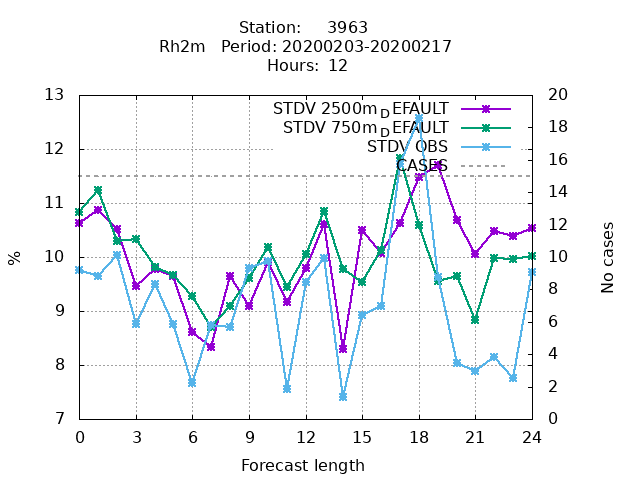 Station: 3963
Rh2m Period: 20200203-20200217
Hours: 12
STDV 2500m_DEFAULT
STDV 750m_DEFAULT
STDV OBS
CASES
13
12
11
10
9
8
7
%
20
18
16
14
12
10
8
6
4
2
0
No cases
0 3 6 9 12 15 18 21 24
Forecast length